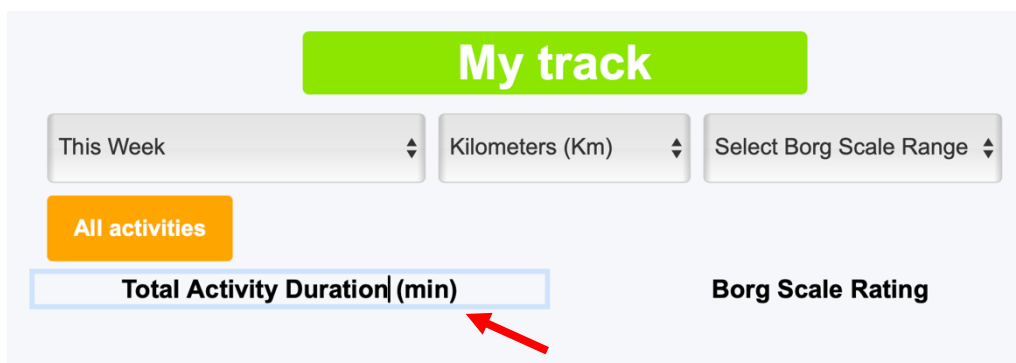 My track
This Week Kilometers (Km) Select Borg Scale Range
All activities
Total Activity Duration (min) Borg Scale Rating